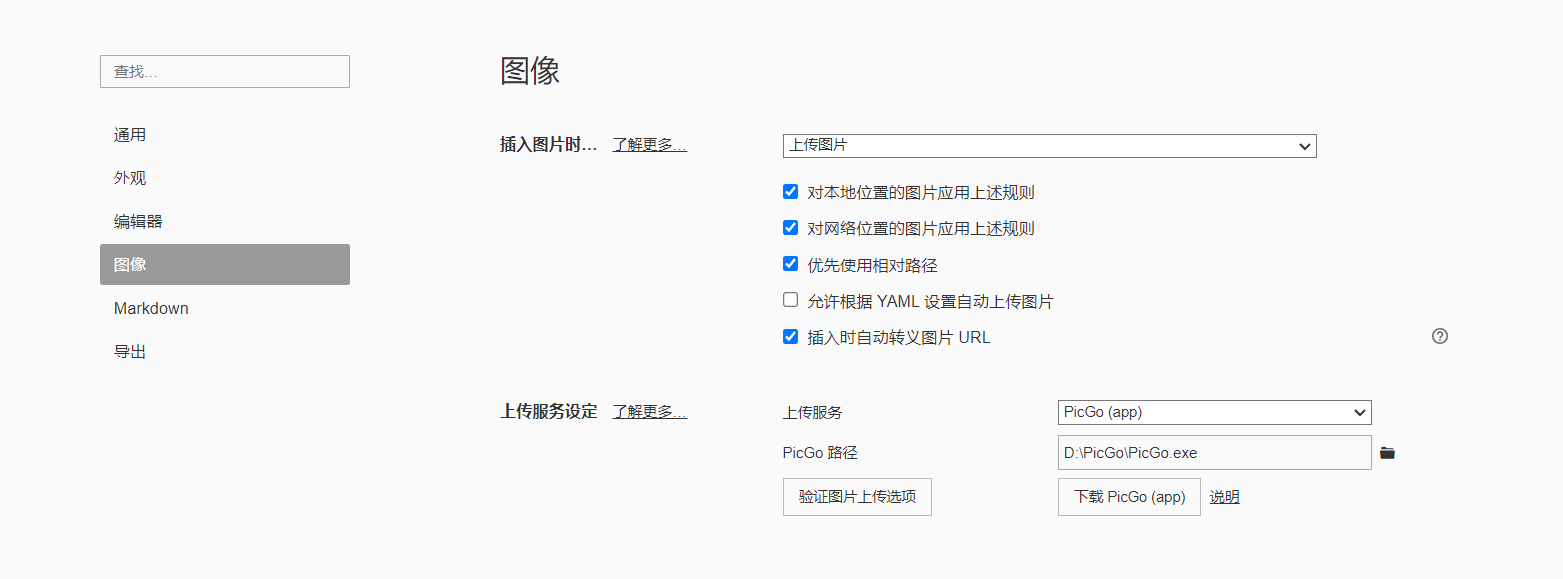 查找...
通用
外观
编辑器
图像
Markdown
导出
图像
插入图片时... 了解更多... 上传图片
对本地位置的图片应用上述规则
对网络位置的图片应用上述规则
优先使用相对路径
允许根据 YAML 设置自动上传图片
插入时自动转义图片 URL
上传服务设定 了解更多... 上传服务 PicGo (app)
PicGo 路径 D:\PicGo\PicGo.exe
验证图片上传选项 下载 PicGo (app) 说明